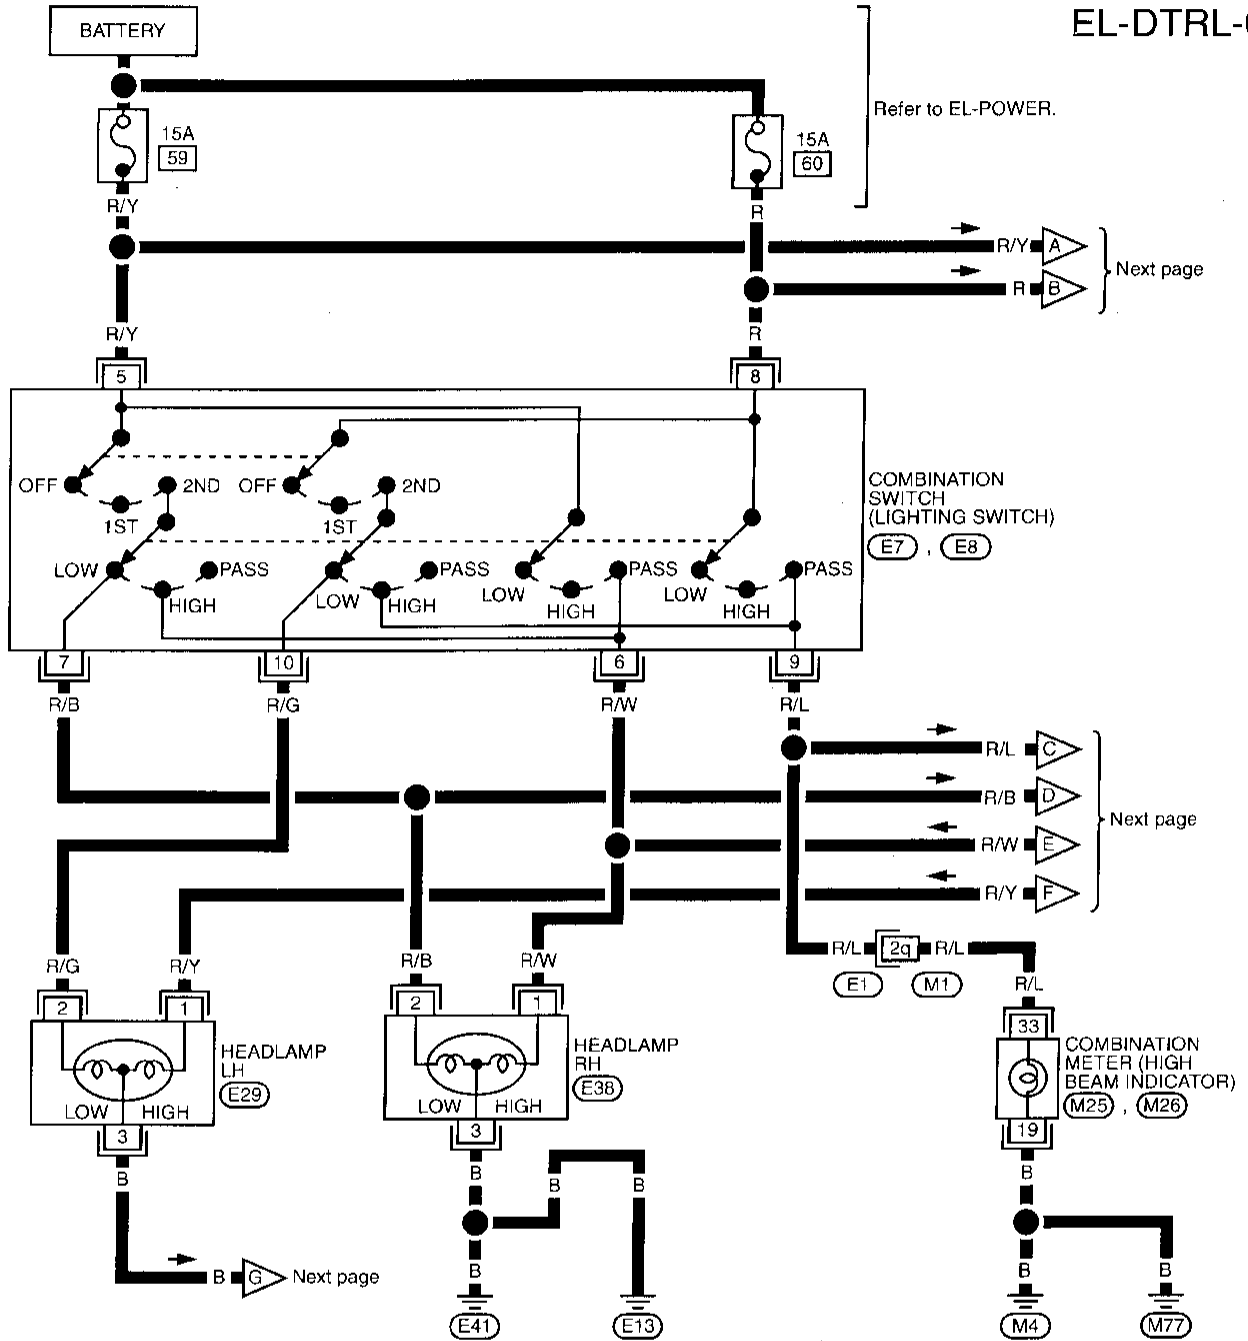 EL-DTRL-
BATTERY
15A
59
15A
60
Refer to EL-POWER.
R/Y
R
R/Y
A
R
B
Next page
R/Y
R
5
8
OFF
2ND
1ST
OFF
2ND
1ST
LOW
PASS
HIGH
LOW
PASS
HIGH
LOW
PASS
HIGH
LOW
PASS
HIGH
COMBINATION
SWITCH
(LIGHTING SWITCH)
E7 , E8
7
10
6
9
R/B
R/G
R/W
R/L
R/L
C
R/B
D
R/W
E
R/Y
F
Next page
R/L
2q
R/L
E1
M1
R/G
R/Y
R/B
R/W
R/L
2
1
2
1
33
HEADLAMP
LH
E29
LOW
HIGH
HEADLAMP
RH
E38
LOW
HIGH
COMBINATION
METER (HIGH
BEAM INDICATOR)
M25 , M26
3
3
19
B
B
B
B
B
B
G
Next page
B
B
B
E41
E13
M4
M77